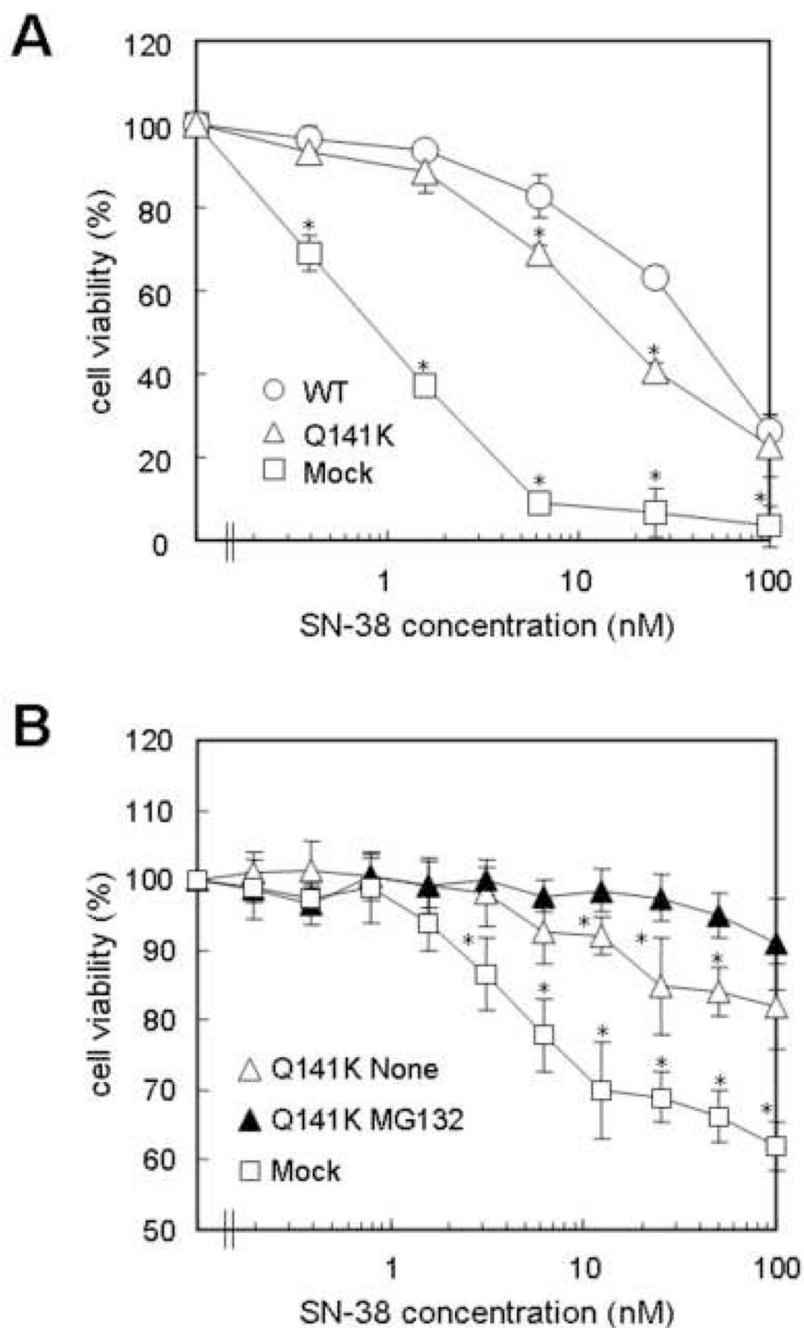 A
120
100
80
60
40
20
0
cell viability (%)
WT
Q141K
Mock
* * * * * * *
1 10 100
SN-38 concentration (nM)
B
120
110
100
90
80
70
60
50
cell viability (%)
* * * * * * * * *
Q141K None
Q141K MG132
Mock
1 10 100
SN-38 concentration (nM)